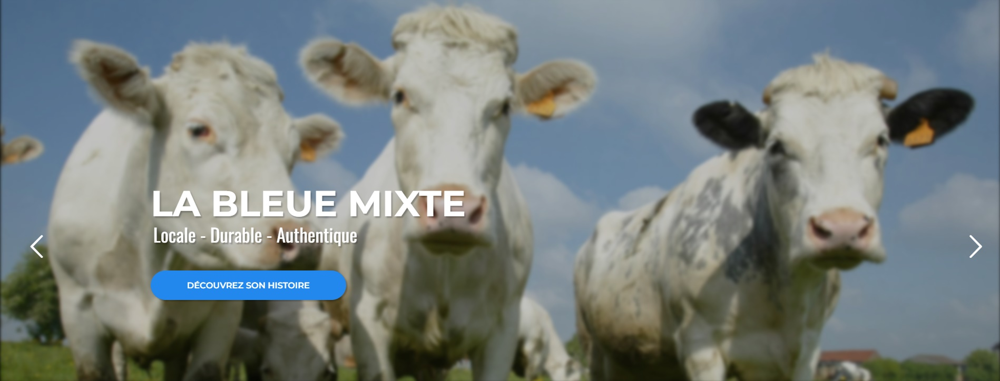 LA BLEUE MIXTE
Locale - Durable - Authentique
DÉCOUVREZ SON HISTOIRE